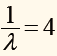 1/λ = 4